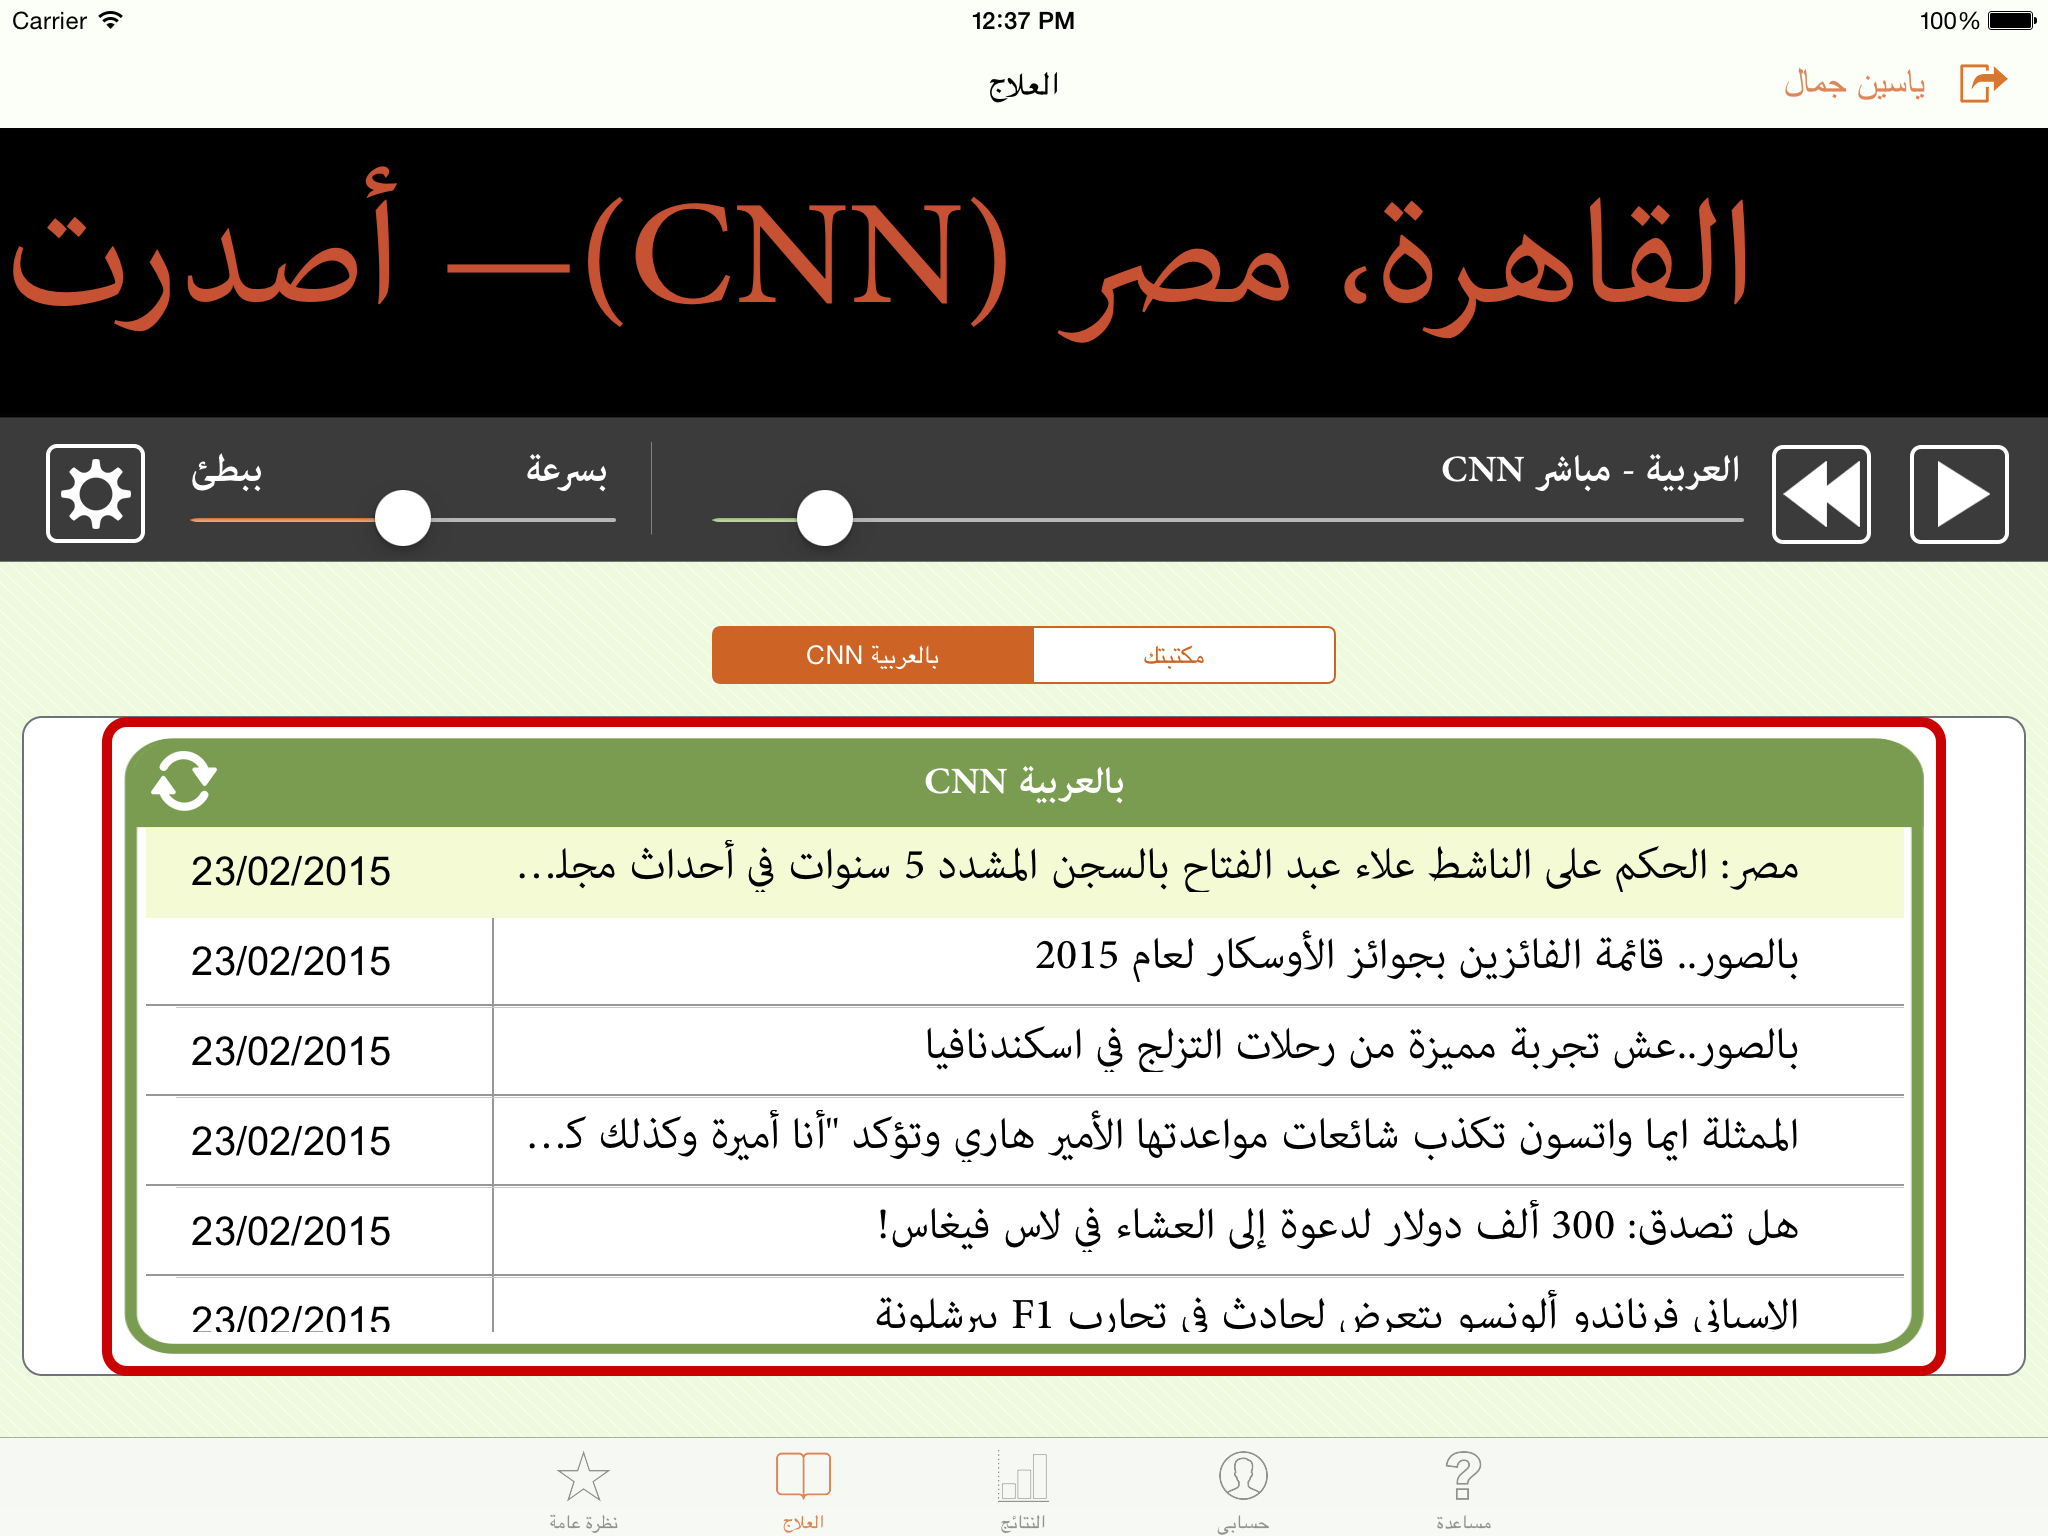 Carrier
12:37 PM
100%
العلاج
ياسين جمال
القاهرة، مصر (CNN)— أصدرت
العربية - مباشر CNN
بسرعة
ببطئ
مكتبتك
بالعربية CNN
بالعربية CNN
مصر: الحكم على الناشط علاء عبد الفتاح بالسجن المشدد 5 سنوات في أحداث مجلـ... 23/02/2015
بالصور.. قائمة الفائزين بجوائز الأوسكار لعام 2015 23/02/2015
بالصور..عش تجربة مميزة من رحلات التزلج في اسكندنافيا 23/02/2015
الممثلة ايما واتسون تكذب شائعات مواعدتها الأمير هاري وتؤكد "أنا أميرة وكذلك كـ... 23/02/2015
هل تصدق: 300 ألف دولار لدعوة إلى العشاء في لاس فيغاس! 23/02/2015
الاسباني فرناندو ألونسو يتعرض لحادث في تجارب F1 ببرشلونة 23/02/2015
نظرة عامة
العلاج
النتائج
حسابي
مساعدة